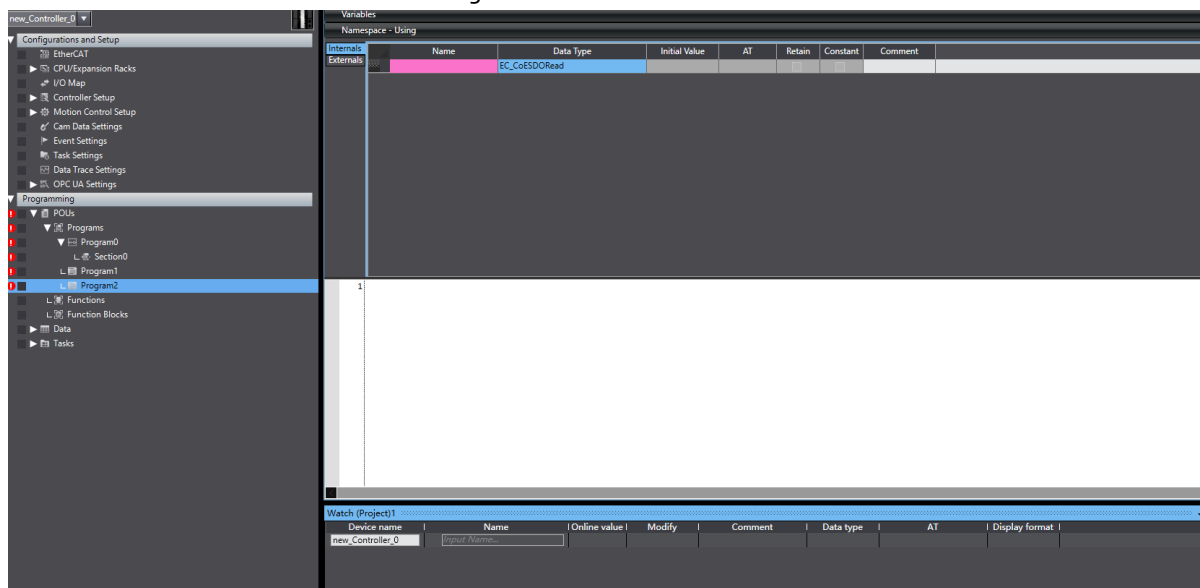 new_Controller_0
Configurations and Setup
EtherCAT
CPU/Expansion Racks
I/O Map
Controller Setup
Motion Control Setup
Cam Data Settings
Event Settings
Task Settings
Data Trace Settings
OPC UA Settings
Programming
POUs
Programs
Program0
Section0
Program1
Program2
Functions
Function Blocks
Data
Tasks
Variables
Namespace - Using
Internals
Externals
Name Data Type Initial Value AT Retain Constant Comment
EC_CoESDORead
1
Watch (Project)1
Device name Name Online value Modify Comment Data type AT Display format
new_Controller_0 Input Name...